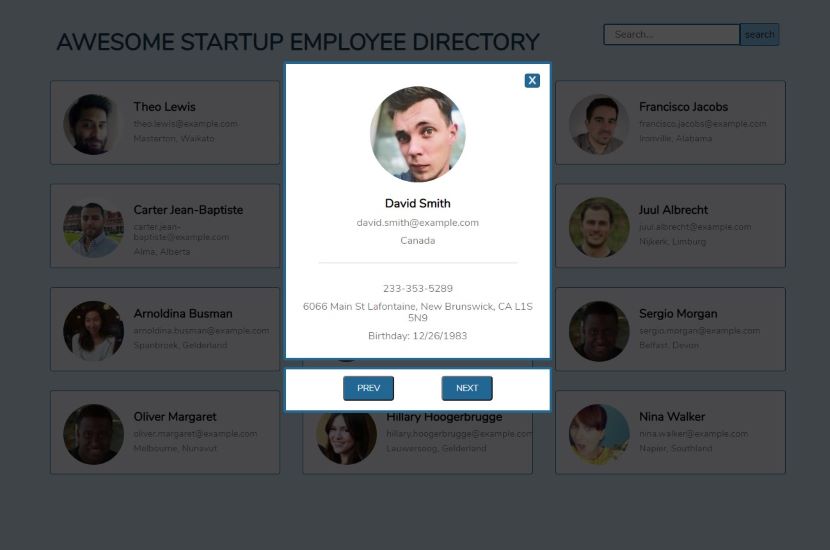 AWESOME STARTUP EMPLOYEE DIRECTORY
Search...
search
Theo Lewis
theo.lewis@example.com
Masterton, Waikato
X
David Smith
david.smith@example.com
Canada
233-353-5289
6066 Main St Lafontaine, New Brunswick, CA L1S
5N9
Birthday: 12/26/1983
PREV
NEXT
Francisco Jacobs
francisco.jacobs@example.com
Ironville, Alabama
Carter Jean-Baptiste
carter.jean-
baptiste@example.com
Alma, Alberta
Juul Albrecht
juul.albrecht@example.com
Nijkerk, Limburg
Arnoldina Busman
arnoldina.busman@example.com
Spanbroek, Gelderland
Sergio Morgan
sergio.morgan@example.com
Belfast, Devon
Oliver Margaret
oliver.margaret@example.com
Melbourne, Nunavut
Hillary Hoogerbrugge
hillary.hoogerbrugge@example.com
Lauwersoog, Gelderland
Nina Walker
nina.walker@example.com
Napier, Southland